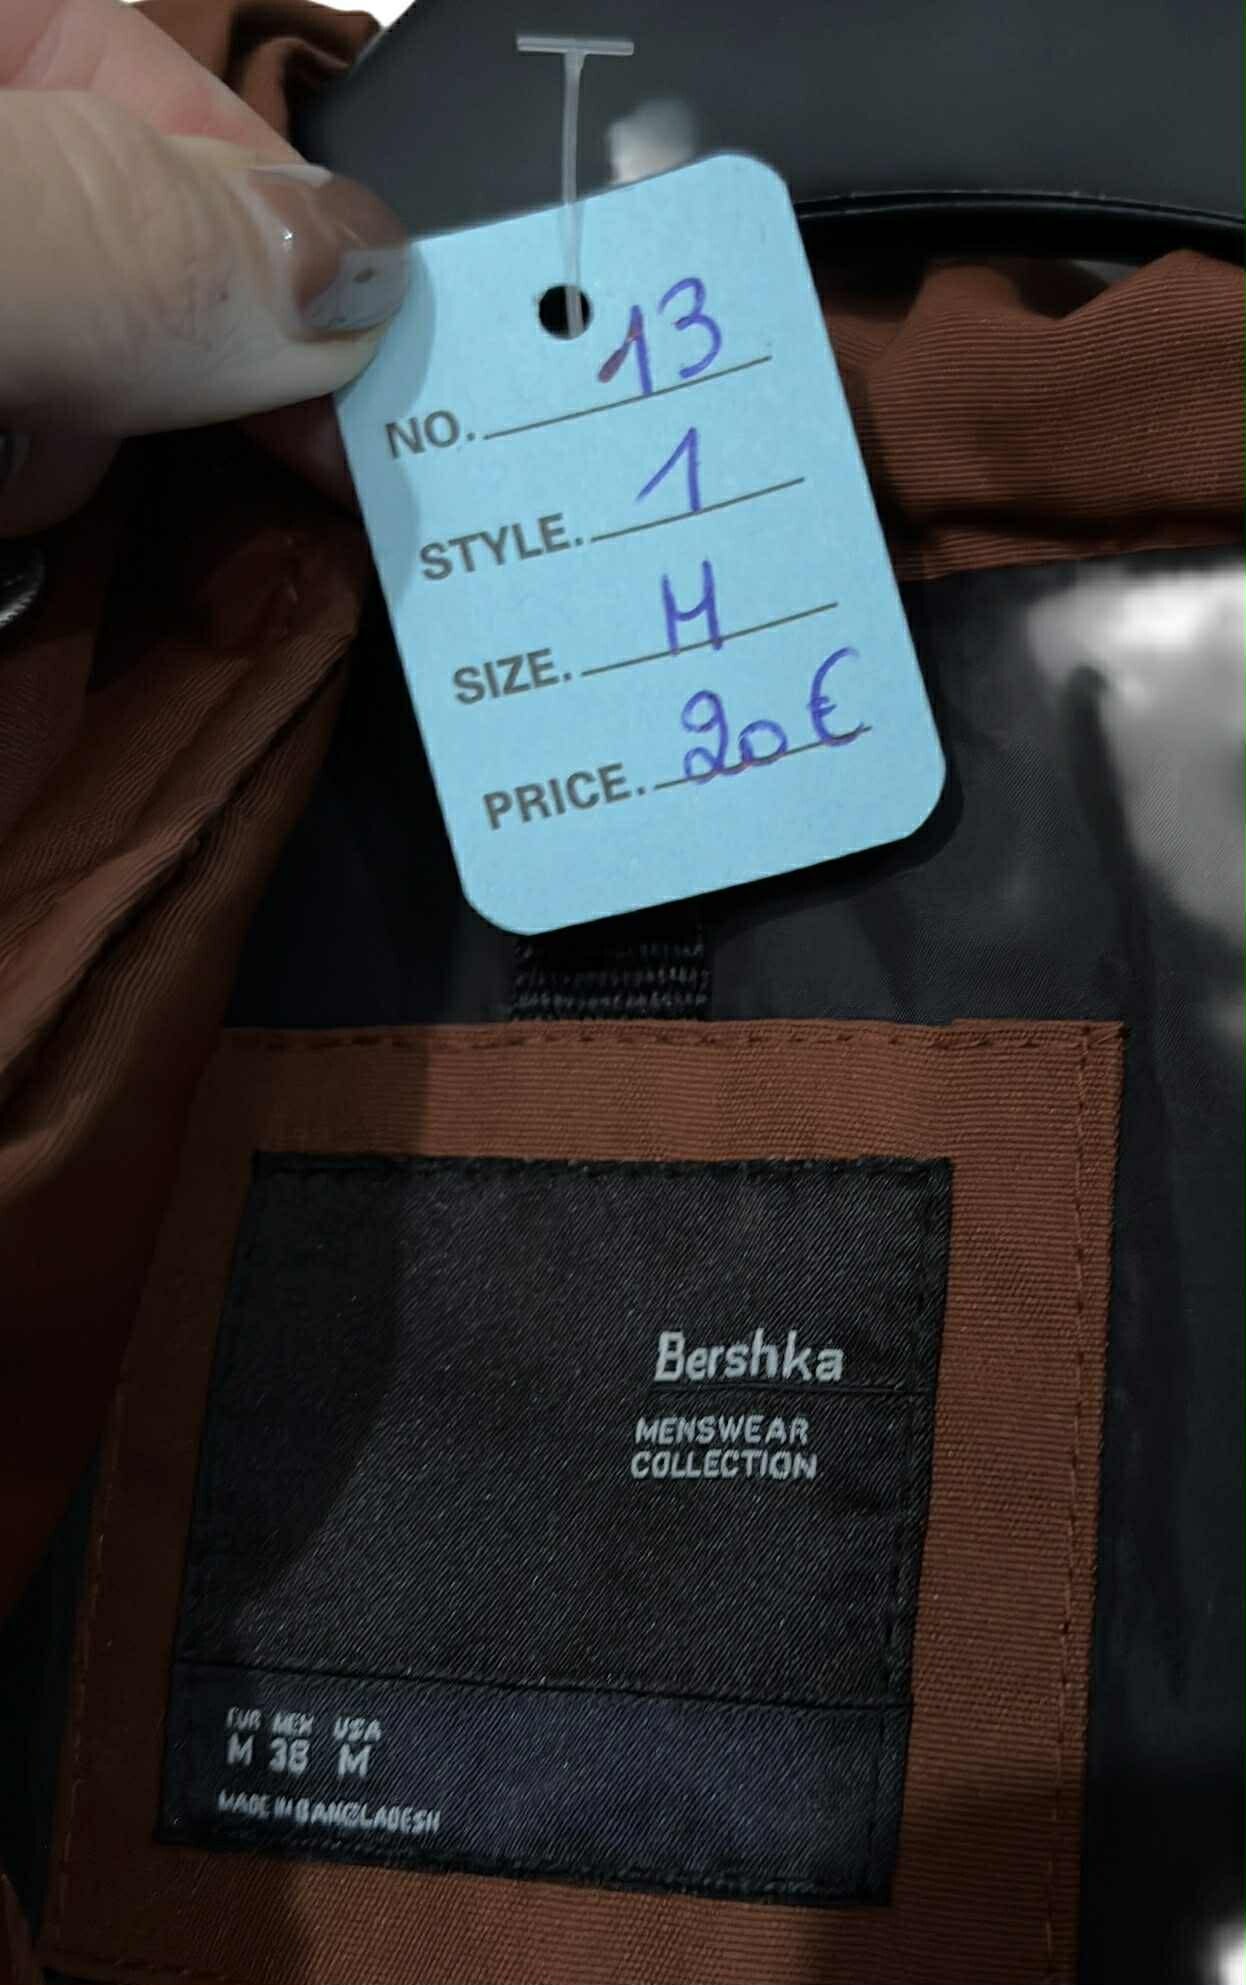 NO. 13
STYLE. 1
SIZE. M
PRICE. 20 €
Bershka
MENSWEAR
COLLECTION
EUR MEX USA
M 38 M
MADE IN BANGLADESH